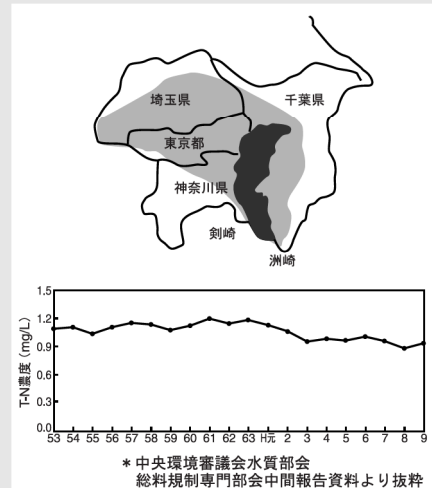 埼玉県
千葉県
東京都
神奈川県
剣崎
洲崎
T-N濃度 (mg/L)
1.5
1.2
0.9
0.6
0.3
0.0
53 54 55 56 57 58 59 60 61 62 63 H元 2 3 4 5 6 7 8 9
＊中央環境審議会水質部会
総料規制専門部会中間報告資料より抜粋